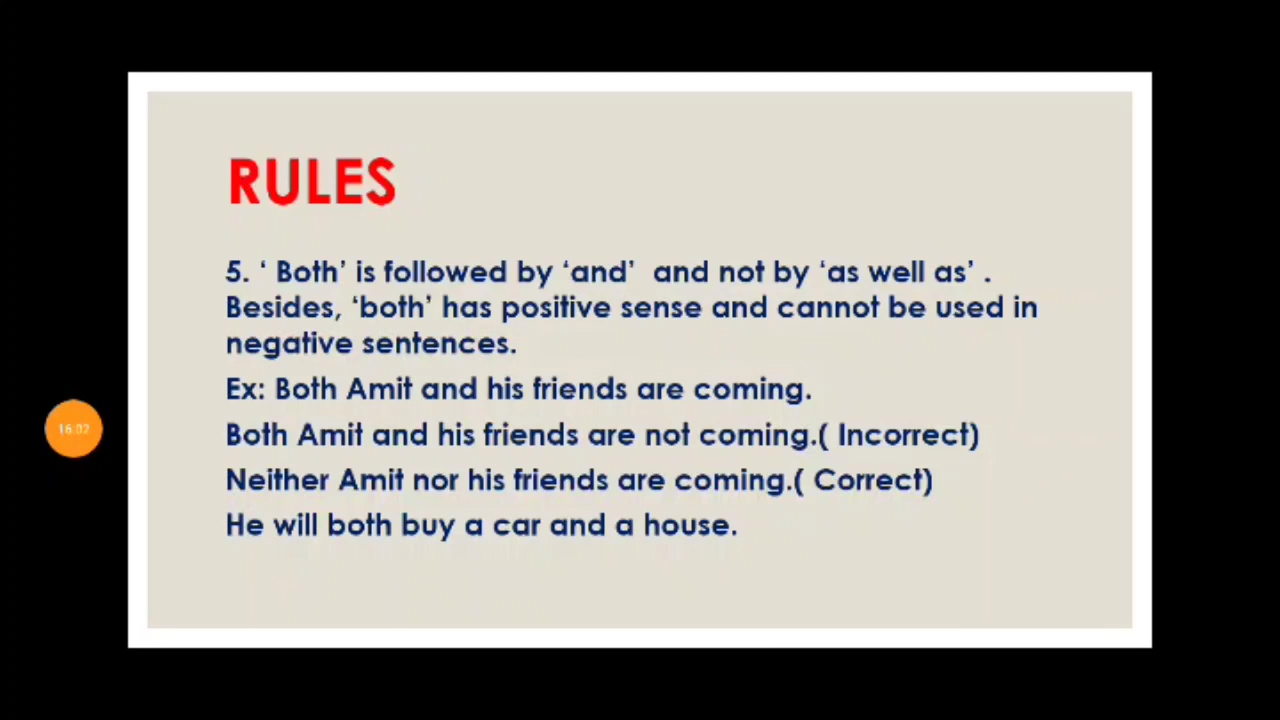 RULES
5. ‘ Both’ is followed by ‘and’  and not by ‘as well as’ .
Besides, ‘both’ has positive sense and cannot be used in
negative sentences.
Ex: Both Amit and his friends are coming.
Both Amit and his friends are not coming.( Incorrect)
Neither Amit nor his friends are coming.( Correct)
He will both buy a car and a house.
16:02